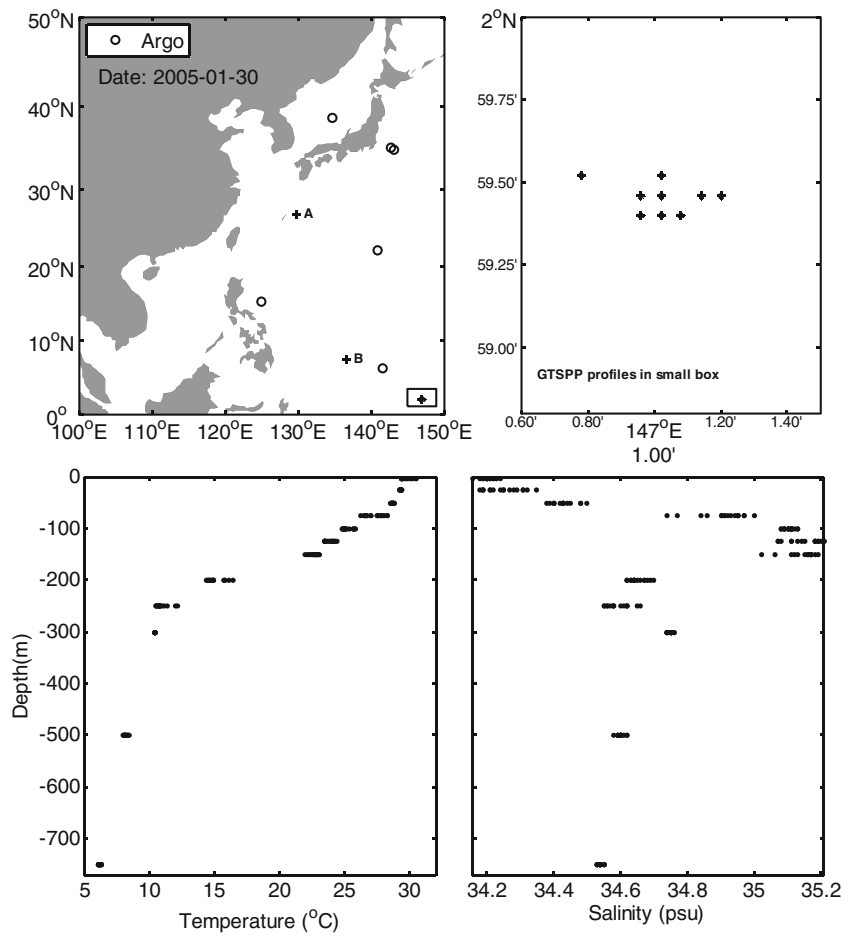 50°N
Argo
Date: 2005-01-30
40°N
30°N
A
20°N
10°N
B
0°
100°E 110°E 120°E 130°E 140°E 150°E
2°N
59.75'
59.50'
59.25'
59.00'
GTSPP profiles in small box
0.60' 0.80' 147°E 1.20' 1.40'
1.00'
0
-100
-200
-300
-400
-500
-600
-700
Depth(m)
5 10 15 20 25 30
Temperature (°C)
34.2 34.4 34.6 34.8 35 35.2
Salinity (psu)